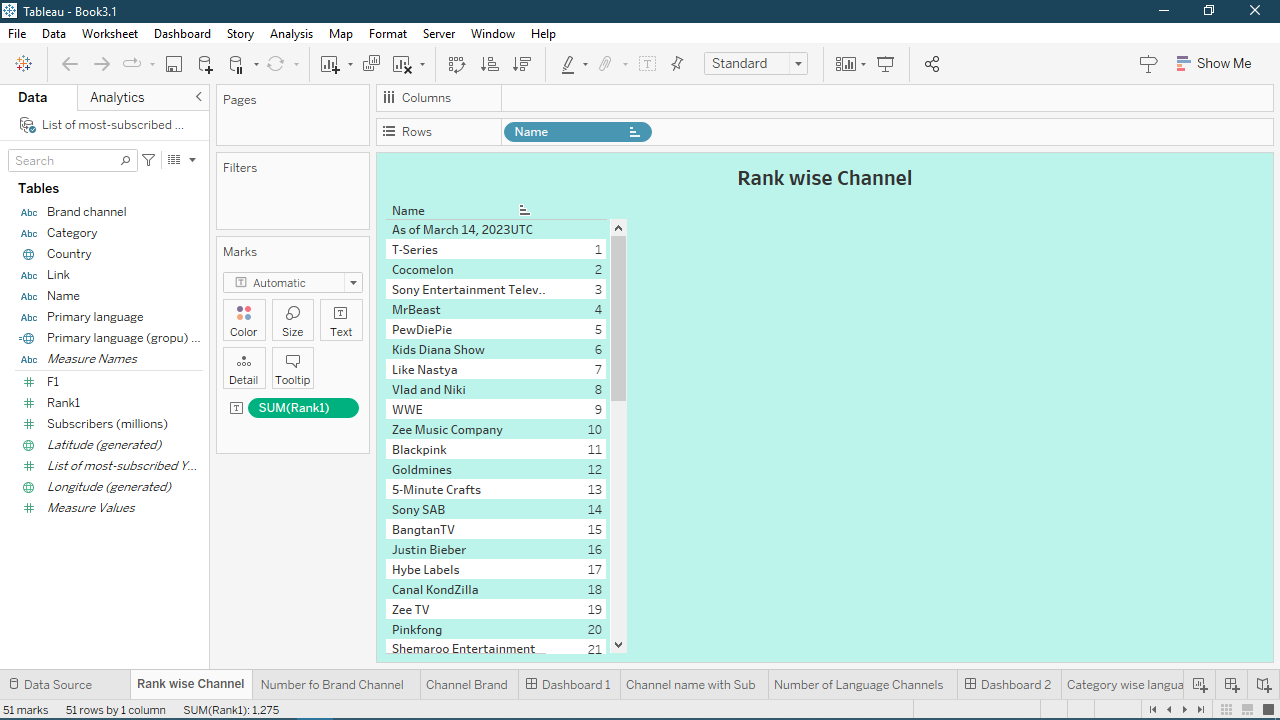 Tableau - Book3.1
File Data Worksheet Dashboard Story Analysis Map Format Server Window Help
Standard
Show Me
Data Analytics
List of most-subscribed ...
Search
Tables
Abc Brand channel
Abc Category
Country
Abc Link
Abc Name
Abc Primary language
Primary language (gropu) ...
Abc Measure Names
F1
Rank1
Subscribers (millions)
Latitude (generated)
List of most-subscribed Y...
Longitude (generated)
Measure Values
Pages
Filters
Marks
Automatic
Color Size Text
Detail Tooltip
SUM(Rank1)
Columns
Rows Name
Rank wise Channel
Name
As of March 14, 2023UTC
T-Series 1
Cocomelon 2
Sony Entertainment Telev.. 3
MrBeast 4
PewDiePie 5
Kids Diana Show 6
Like Nastya 7
Vlad and Niki 8
WWE 9
Zee Music Company 10
Blackpink 11
Goldmines 12
5-Minute Crafts 13
Sony SAB 14
BangtanTV 15
Justin Bieber 16
Hybe Labels 17
Canal KondZilla 18
Zee TV 19
Pinkfong 20
Shemaroo Entertainment 21
Data Source Rank wise Channel Number fo Brand Channel Channel Brand Dashboard 1 Channel name with Sub Number of Language Channels Dashboard 2 Category wise langua
51 marks 51 rows by 1 column SUM(Rank1): 1,275